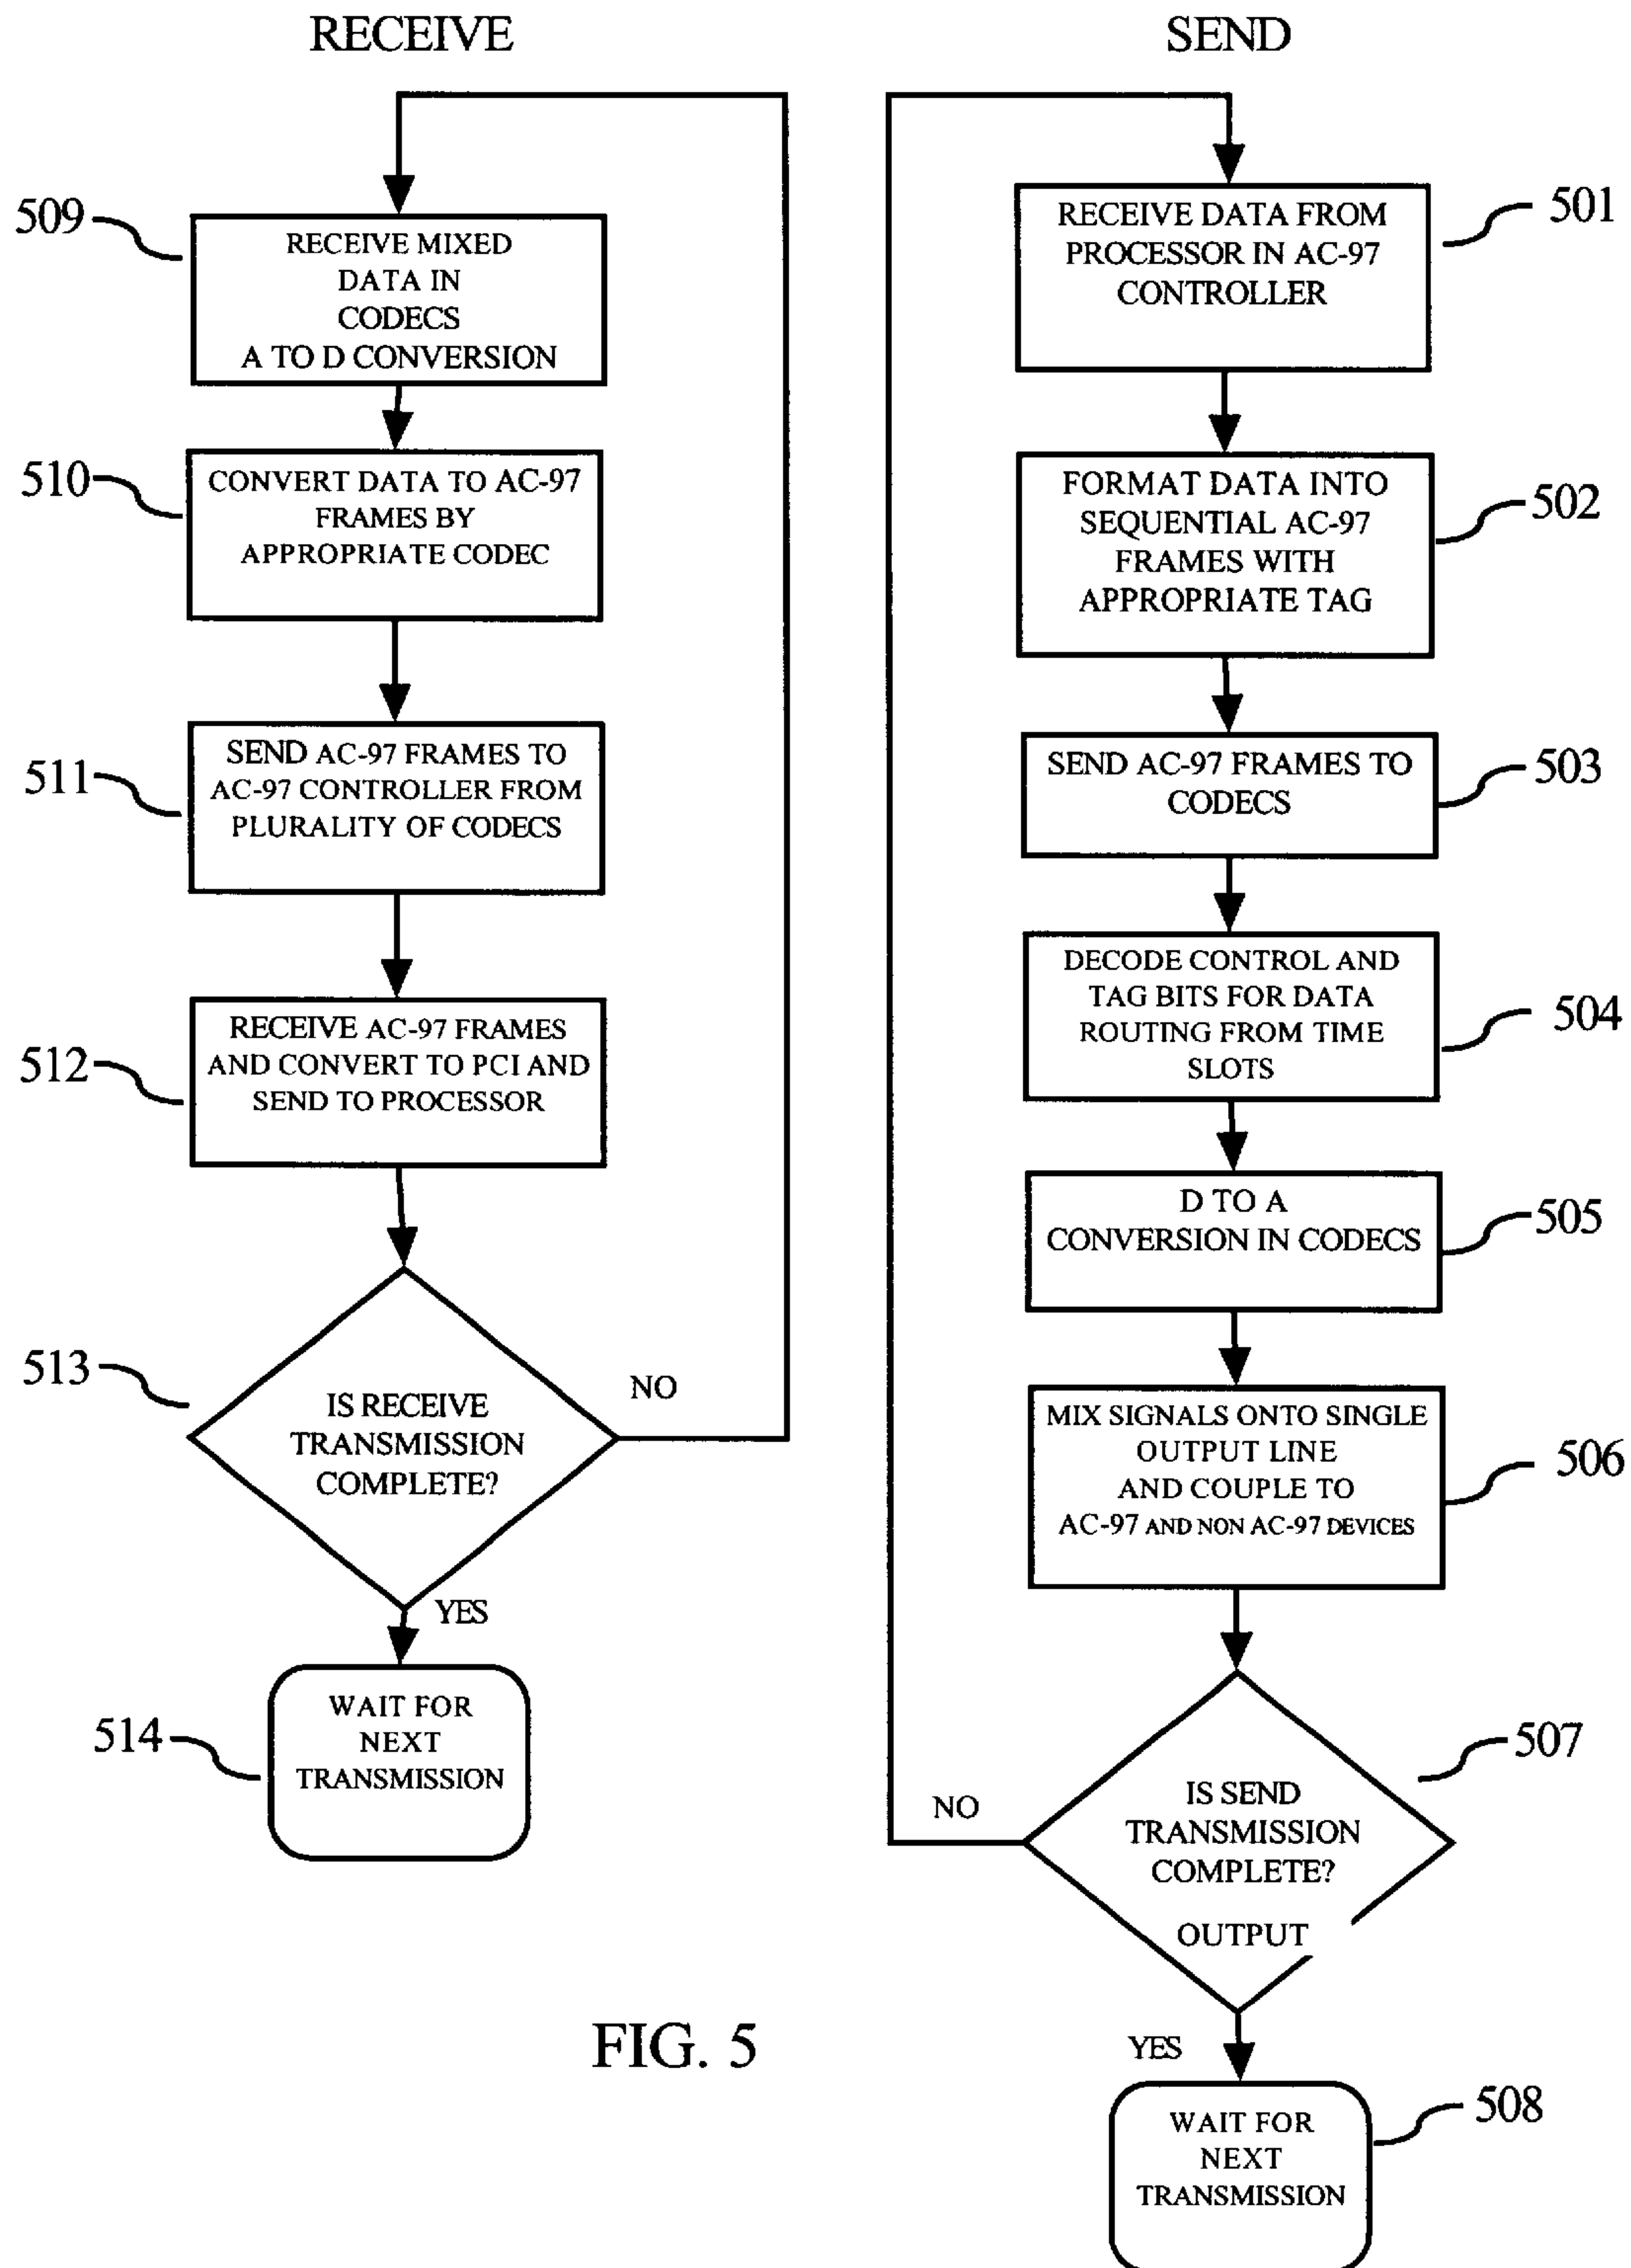 RECEIVE
509
RECEIVE MIXED
DATA IN
CODECS
A TO D CONVERSION
510
CONVERT DATA TO AC-97
FRAMES BY
APPROPRIATE CODEC
511
SEND AC-97 FRAMES TO
AC-97 CONTROLLER FROM
PLURALITY OF CODECS
512
RECEIVE AC-97 FRAMES
AND CONVERT TO PCI AND
SEND TO PROCESSOR
513
IS RECEIVE
TRANSMISSION
COMPLETE?
NO
YES
514
WAIT FOR
NEXT
TRANSMISSION
SEND
RECEIVE DATA FROM
PROCESSOR IN AC-97
CONTROLLER
501
FORMAT DATA INTO
SEQUENTIAL AC-97
FRAMES WITH
APPROPRIATE TAG
502
SEND AC-97 FRAMES TO
CODECS
503
DECODE CONTROL AND
TAG BITS FOR DATA
ROUTING FROM TIME
SLOTS
504
D TO A
CONVERSION IN CODECS
505
MIX SIGNALS ONTO SINGLE
OUTPUT LINE
AND COUPLE TO
AC-97 AND NON AC-97 DEVICES
506
507
NO
IS SEND
TRANSMISSION
COMPLETE?
OUTPUT
YES
508
WAIT FOR
NEXT
TRANSMISSION
FIG. 5